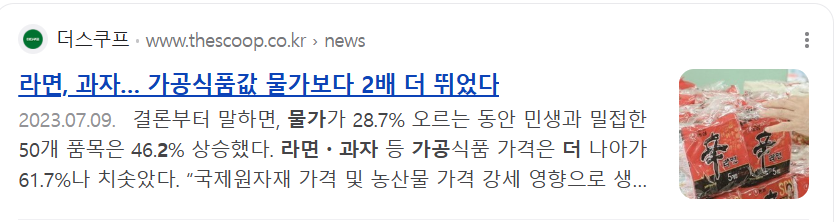 더스쿠프 · www.thescoop.co.kr › news
라면, 과자... 가공식품값 물가보다 2배 더 뛰었다
2023.07.09. 결론부터 말하면, 물가가 28.7% 오르는 동안 민생과 밀접한
50개 품목은 46.2% 상승했다. 라면·과자 등 가공식품 가격은 더 나아가
61.7%나 치솟았다. “국제원자재 가격 및 농산물 가격 강세 영향으로 생...
辛 辛